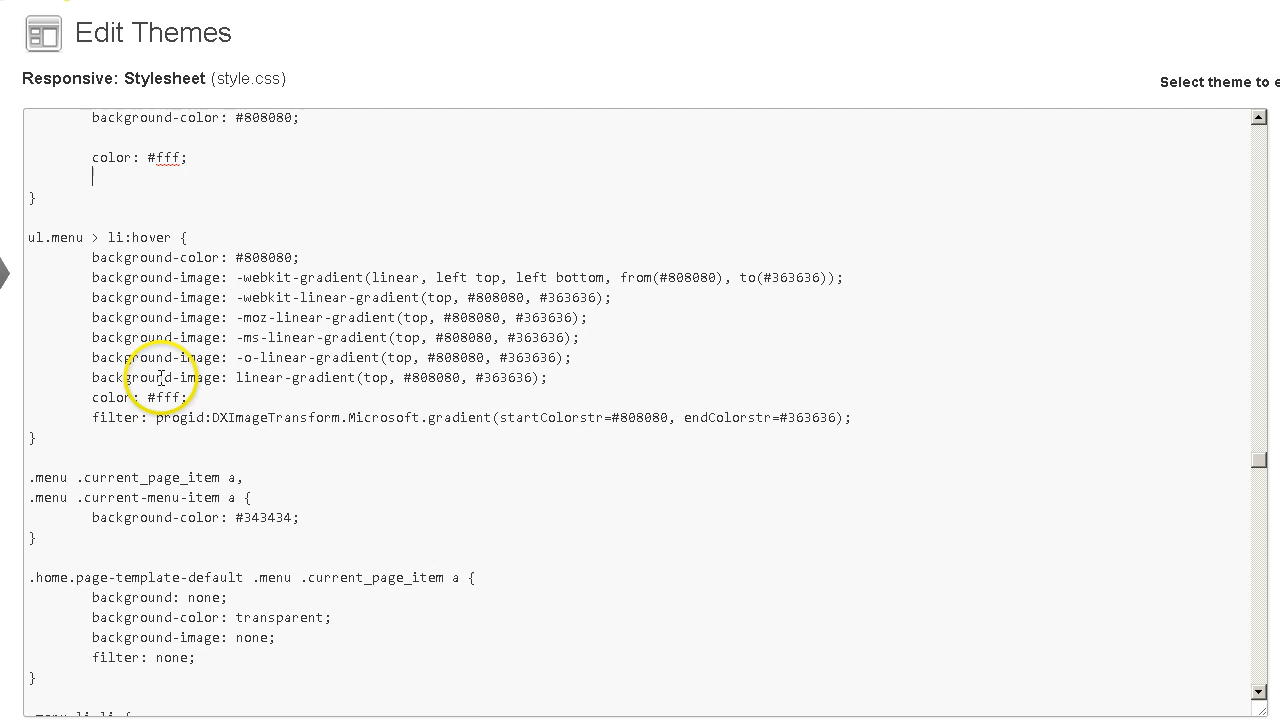 Edit Themes
Responsive: Stylesheet (style.css)
Select theme to e
background-color: #808080;
color: #fff;
}
ul.menu > li:hover {
background-color: #808080;
background-image: -webkit-gradient(linear, left top, left bottom, from(#808080), to(#363636));
background-image: -webkit-linear-gradient(top, #808080, #363636);
background-image: -moz-linear-gradient(top, #808080, #363636);
background-image: -ms-linear-gradient(top, #808080, #363636);
background-image: -o-linear-gradient(top, #808080, #363636);
background-image: linear-gradient(top, #808080, #363636);
color: #fff;
filter: progid:DXImageTransform.Microsoft.gradient(startColorstr=#808080, endColorstr=#363636);
}
.menu .current_page_item a,
.menu .current-menu-item a {
background-color: #343434;
}
.home.page-template-default .menu .current_page_item a {
background: none;
background-color: transparent;
background-image: none;
filter: none;
}